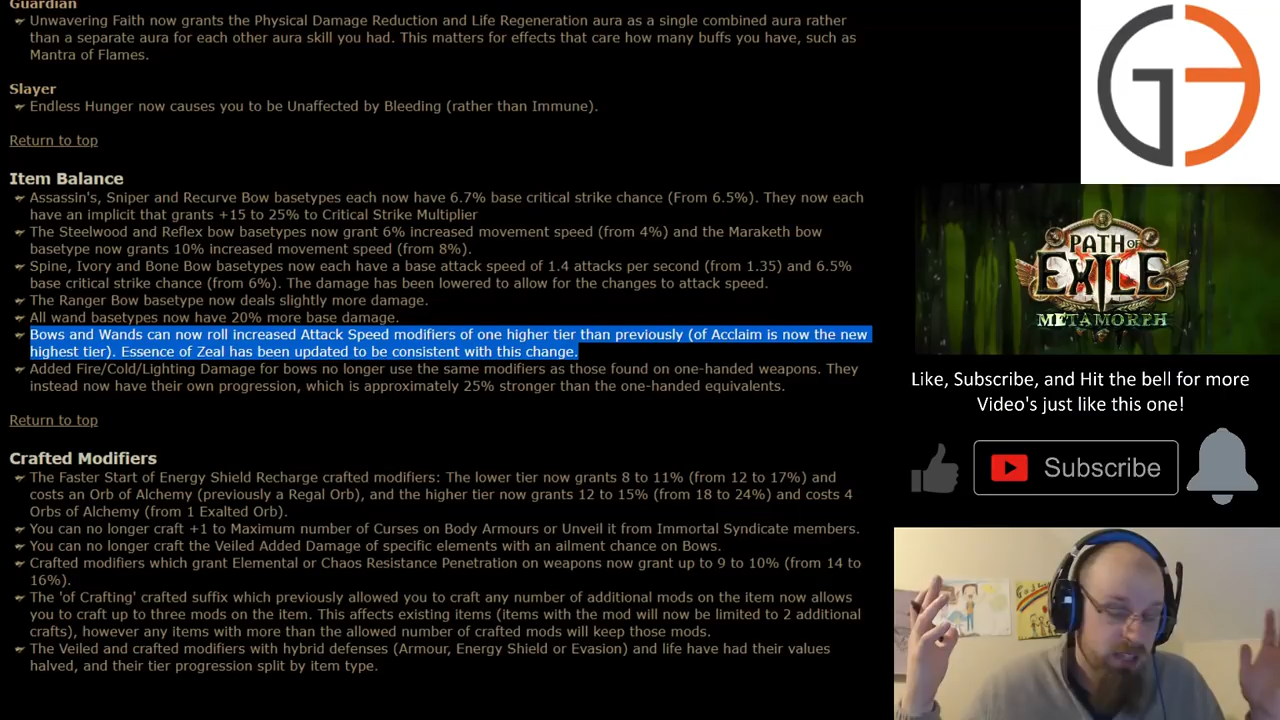 Guardian
Unwavering Faith now grants the Physical Damage Reduction and Life Regeneration aura as a single combined aura rather
than a separate aura for each other aura skill you had. This matters for effects that care how many buffs you have, such as
Mantra of Flames.
Slayer
Endless Hunger now causes you to be Unaffected by Bleeding (rather than Immune).
Return to top
Item Balance
Assassin's, Sniper and Recurve Bow basetypes each now have 6.7% base critical strike chance (From 6.5%). They now each
have an implicit that grants +15 to 25% to Critical Strike Multiplier
The Steelwood and Reflex bow basetypes now grant 6% increased movement speed (from 4%) and the Maraketh bow
basetype now grants 10% increased movement speed (from 8%).
Spine, Ivory and Bone Bow basetypes now each have a base attack speed of 1.4 attacks per second (from 1.35) and 6.5%
base critical strike chance (from 6%). The damage has been lowered to allow for the changes to attack speed.
The Ranger Bow basetype now deals slightly more damage.
All wand basetypes now have 20% more base damage.
Bows and Wands can now roll increased Attack Speed modifiers of one higher tier than previously (of Acclaim is now the new
highest tier). Essence of Zeal has been updated to be consistent with this change.
Added Fire/Cold/Lighting Damage for bows no longer use the same modifiers as those found on one-handed weapons. They
instead now have their own progression, which is approximately 25% stronger than the one-handed equivalents.
Return to top
Crafted Modifiers
The Faster Start of Energy Shield Recharge crafted modifiers: The lower tier now grants 8 to 11% (from 12 to 17%) and
costs an Orb of Alchemy (previously a Regal Orb), and the higher tier now grants 12 to 15% (from 18 to 24%) and costs 4
Orbs of Alchemy (from 1 Exalted Orb).
You can no longer craft +1 to Maximum number of Curses on Body Armours or Unveil it from Immortal Syndicate members.
You can no longer craft the Veiled Added Damage of specific elements with an ailment chance on Bows.
Crafted modifiers which grant Elemental or Chaos Resistance Penetration on weapons now grant up to 9 to 10% (from 14 to
16%).
The 'of Crafting' crafted suffix which previously allowed you to craft any number of additional mods on the item now allows
you to craft up to three mods on the item. This affects existing items (items with the mod will now be limited to 2 additional
crafts), however any items with more than the allowed number of crafted mods will keep those mods.
The Veiled and crafted modifiers with hybrid defenses (Armour, Energy Shield or Evasion) and life have had their values
halved, and their tier progression split by item type.
PATH OF
EXILE
METAMORPH
Like, Subscribe, and Hit the bell for more
Video's just like this one!
Subscribe